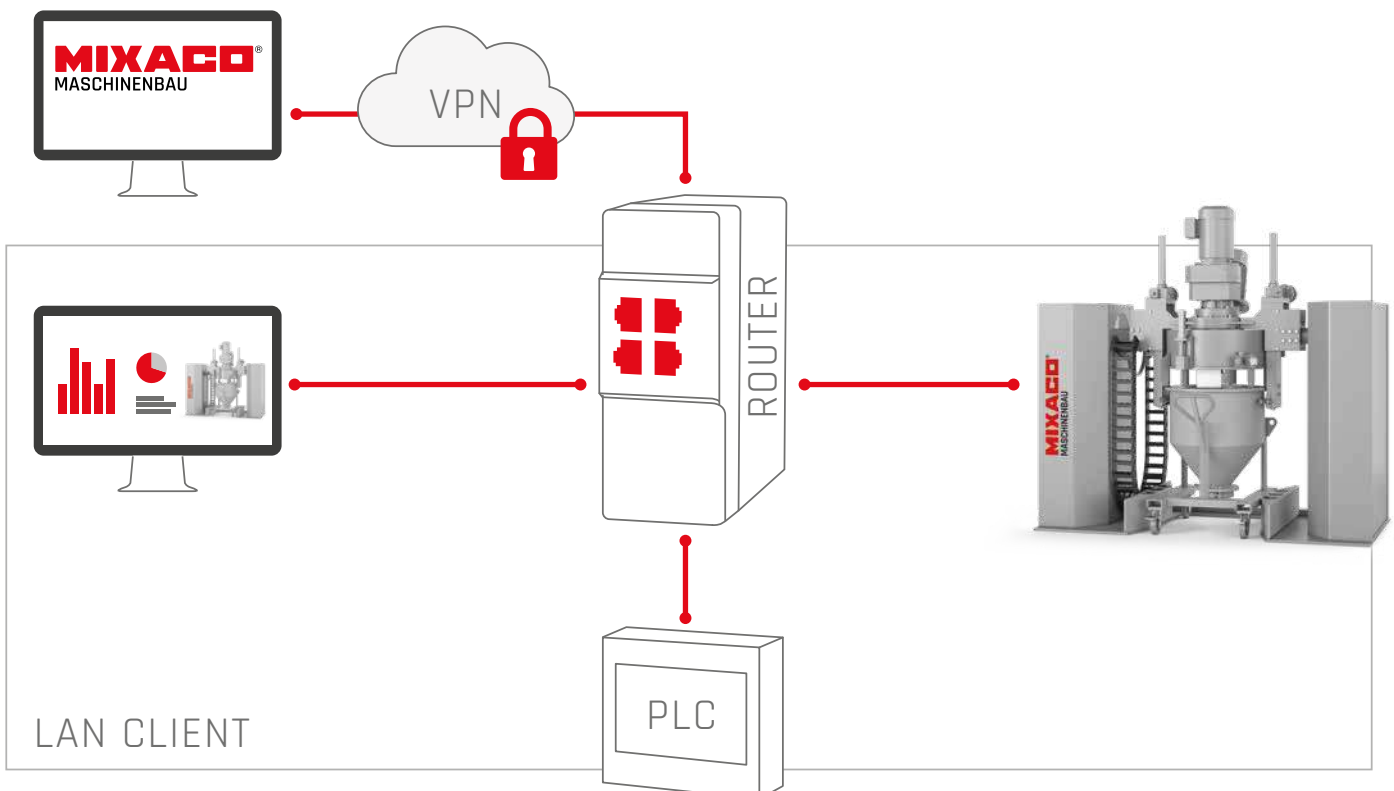 MIXACO®
MASCHINENBAU
VPN
ROUTER
MIXACO®
MASCHINENBAU
PLC
LAN CLIENT